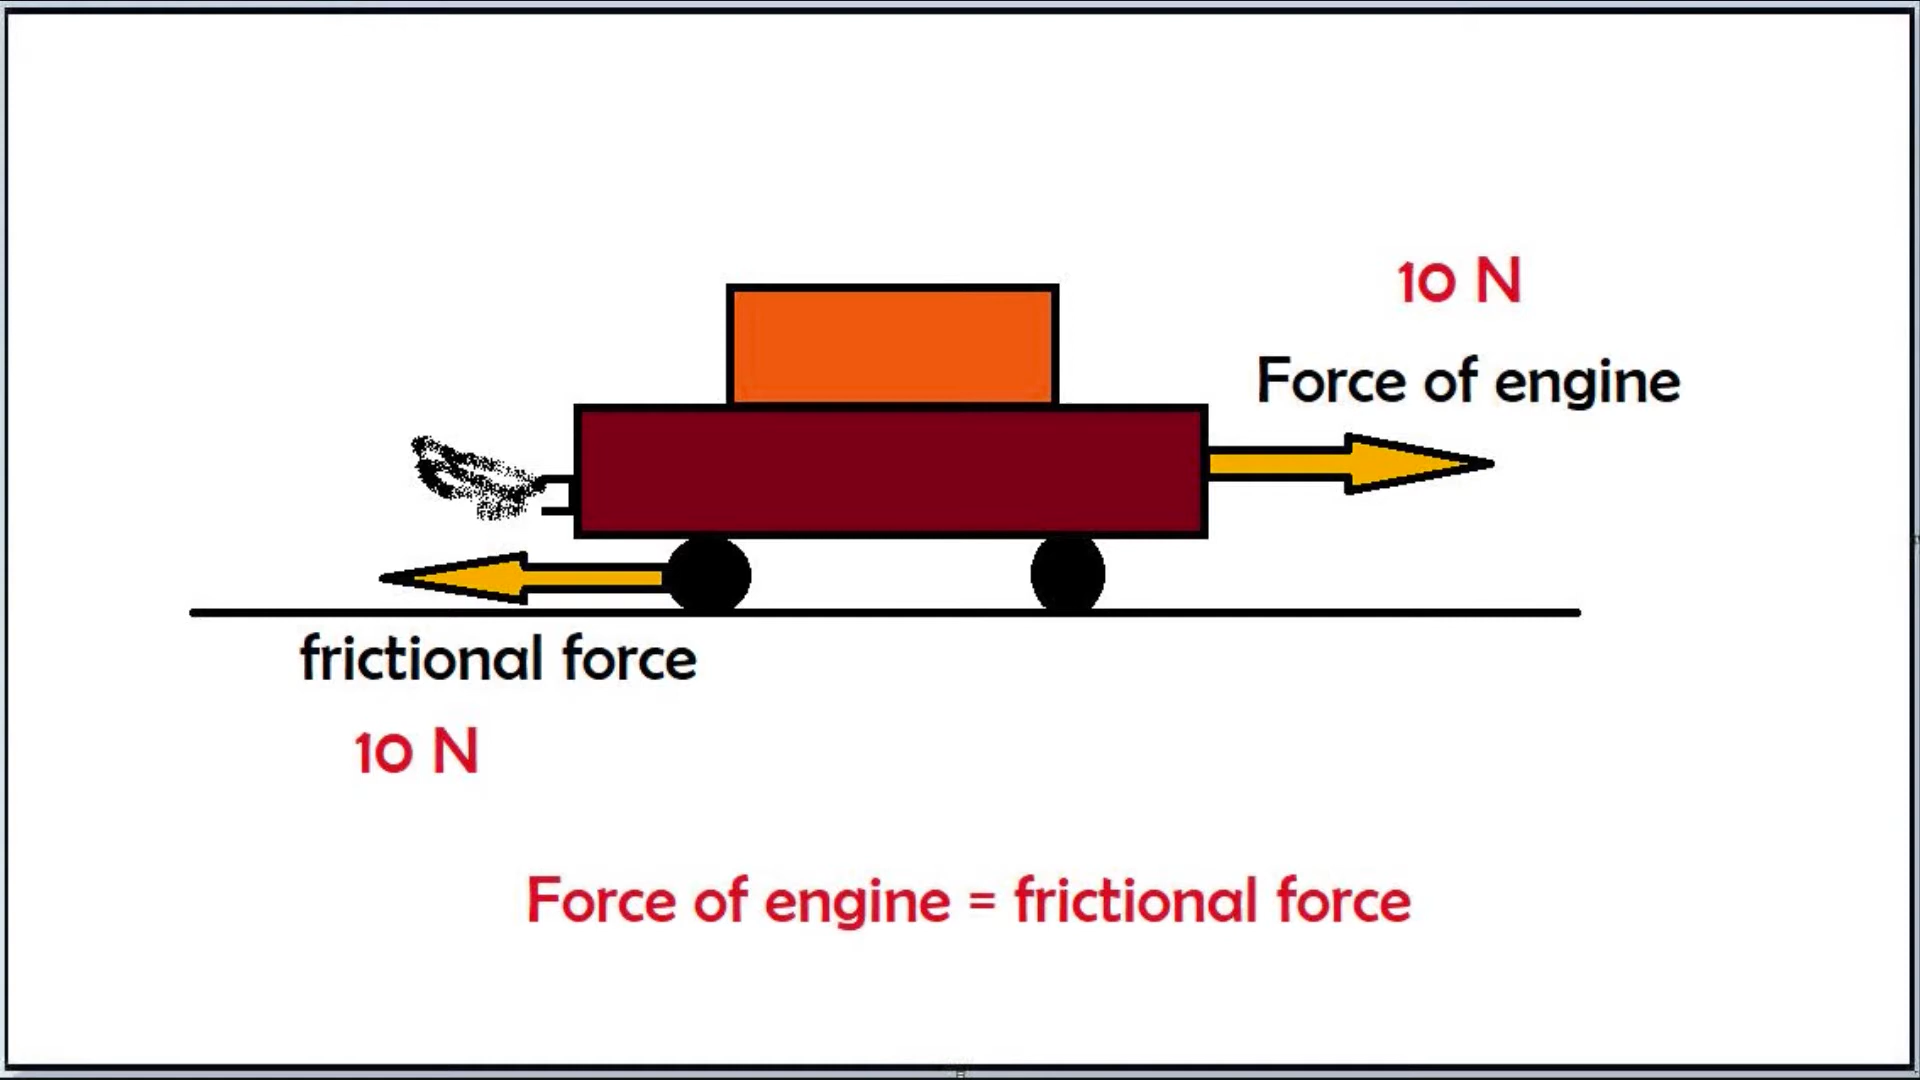 10 N
Force of engine
frictional force
10 N
Force of engine = frictional force